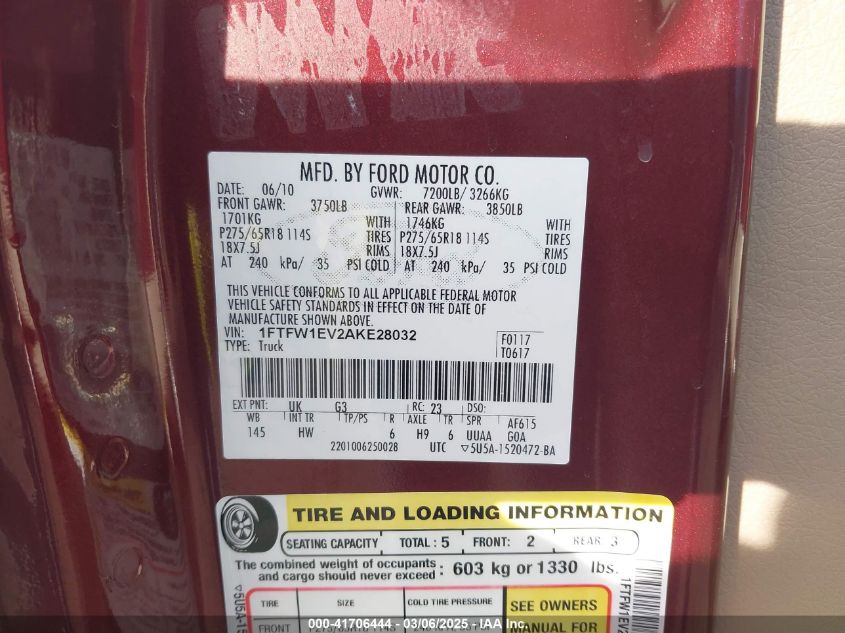 MFD. BY FORD MOTOR CO.
DATE: 06/10 GVWR: 7200LB/ 3266KG
FRONT GAWR: 3750LB REAR GAWR: 3850LB
1701KG WITH 1746KG WITH
P275/65R18 114S TIRES P275/65R18 114S TIRES
18X7.5J RIMS 18X7.5J RIMS
AT 240 kPa/ 35 PSI COLD AT 240 kPa/ 35 PSI COLD
THIS VEHICLE CONFORMS TO ALL APPLICABLE FEDERAL MOTOR
VEHICLE SAFETY STANDARDS IN EFFECT ON THE DATE OF
MANUFACTURE SHOWN ABOVE.
VIN: 1FTFW1EV2AKE28032 F0117
TYPE: Truck T0617
EXT PNT: UK G3 RC: 23 DSO:
WB INT TR TP/PS R AXLE TR SPR AF615
145 HW 6 H9 6 UUAA GOA
2201006250028 UTC ▽5U5A-1520472-BA
TIRE AND LOADING INFORMATION
SEATING CAPACITY TOTAL : 5 FRONT: 2 REAR 3
The combined weight of occupants
and cargo should never exceed : 603 kg or 1330 lbs.
TIRE SIZE COLD TIRE PRESSURE SEE OWNERS
FRONT P275/65R18 114S MANUAL FOR
▽5U5A-15
1FTFW1EV2
000-41706444 - 03/06/2025 - IAA Inc.